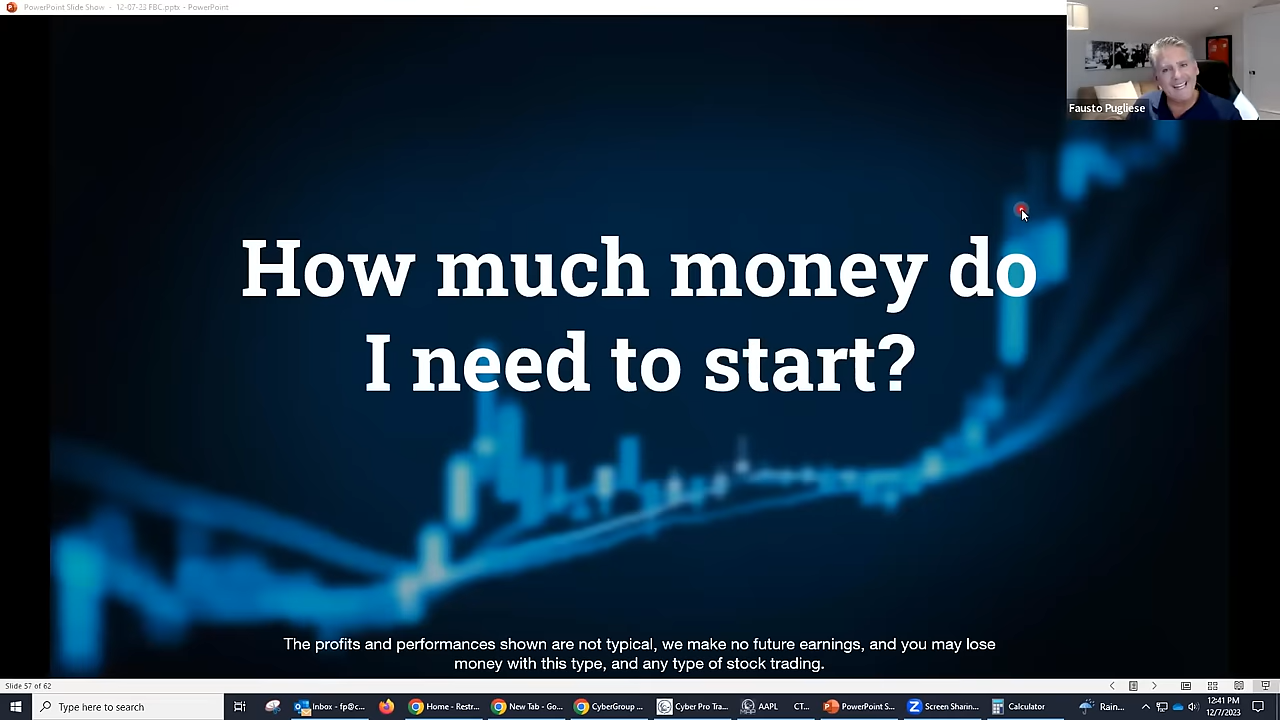 PowerPoint Slide Show - 12-07-23 FBC.pptx - PowerPoint
Fausto Pugliese
How much money do
I need to start?
The profits and performances shown are not typical, we make no future earnings, and you may lose
money with this type, and any type of stock trading.
Slide 57 of 62
Type here to search
Inbox - fp@c...
Home - Restr...
New Tab - Go...
CyberGroup ...
Cyber Pro Tra...
AAPL CT...
PowerPoint S...
Screen Sharin...
Calculator
Rain...
12:41 PM
12/7/2023